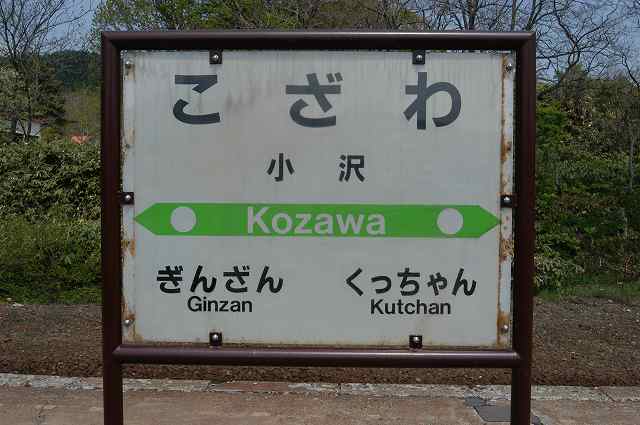 こざわ
小沢
Kozawa
ぎんざん くっちゃん
Ginzan Kutchan